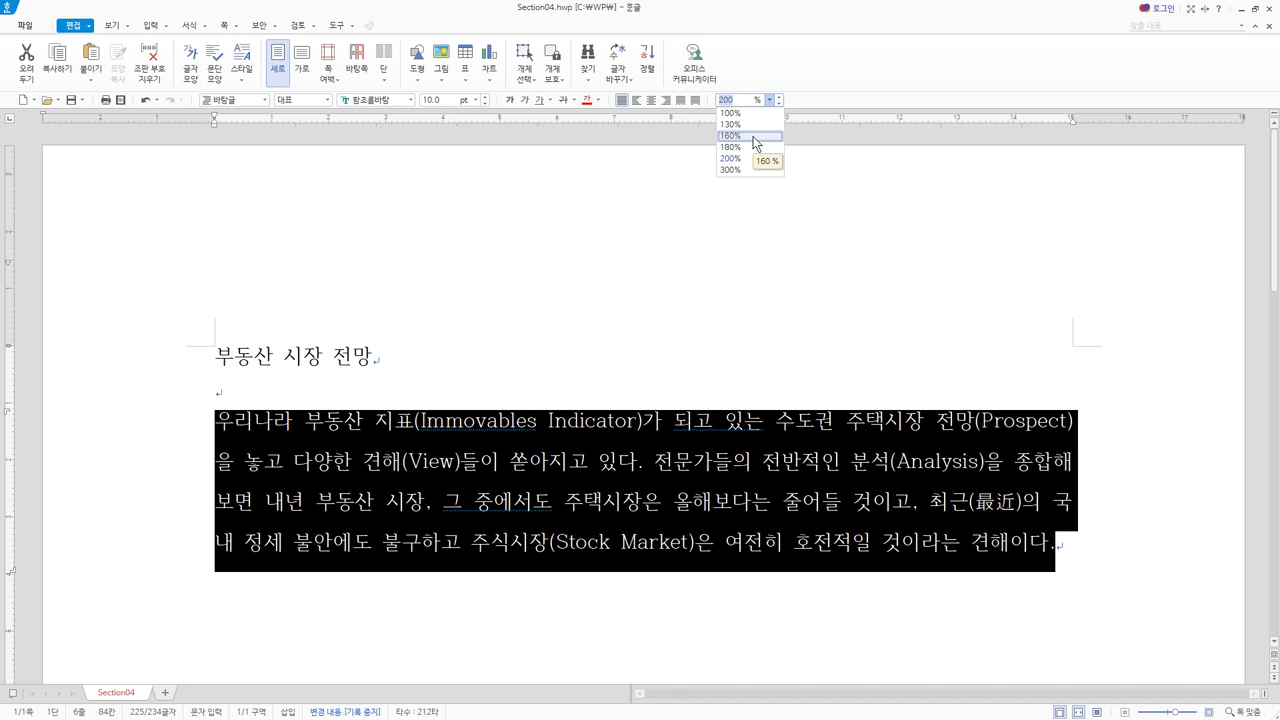 Section04.hwp [C:\WP\] - 한글
로그인
파일 편집 보기 입력 서식 쪽 보안 검토 도구
찾을 내용
오려 두기 복사하기 붙이기 모양 복사 조판 부호 지우기 글자 모양 문단 모양 스타일 세로 가로 쪽 여백 바탕쪽 단 도형 그림 표 차트 개체 선택 개체 보호 찾기 글자 바꾸기 정렬 오피스 커뮤니케이터
바탕글 대표 함초롬바탕 10.0 pt 가 가 가 가 가 200 %
100%
130%
160%
180%
200%
300%
160 %
부동산 시장 전망
우리나라 부동산 지표(Immovables Indicator)가 되고 있는 수도권 주택시장 전망(Prospect)
을 놓고 다양한 견해(View)들이 쏟아지고 있다. 전문가들의 전반적인 분석(Analysis)을 종합해
보면 내년 부동산 시장, 그 중에서도 주택시장은 올해보다는 줄어들 것이고, 최근(最近)의 국
내 정세 불안에도 불구하고 주식시장(Stock Market)은 여전히 호전적일 것이라는 견해이다.
Section04
1/1쪽 1단 6줄 84칸 225/234글자 문자 입력 1/1 구역 삽입 변경 내용 [기록 중지] 타수 : 212타 폭 맞춤